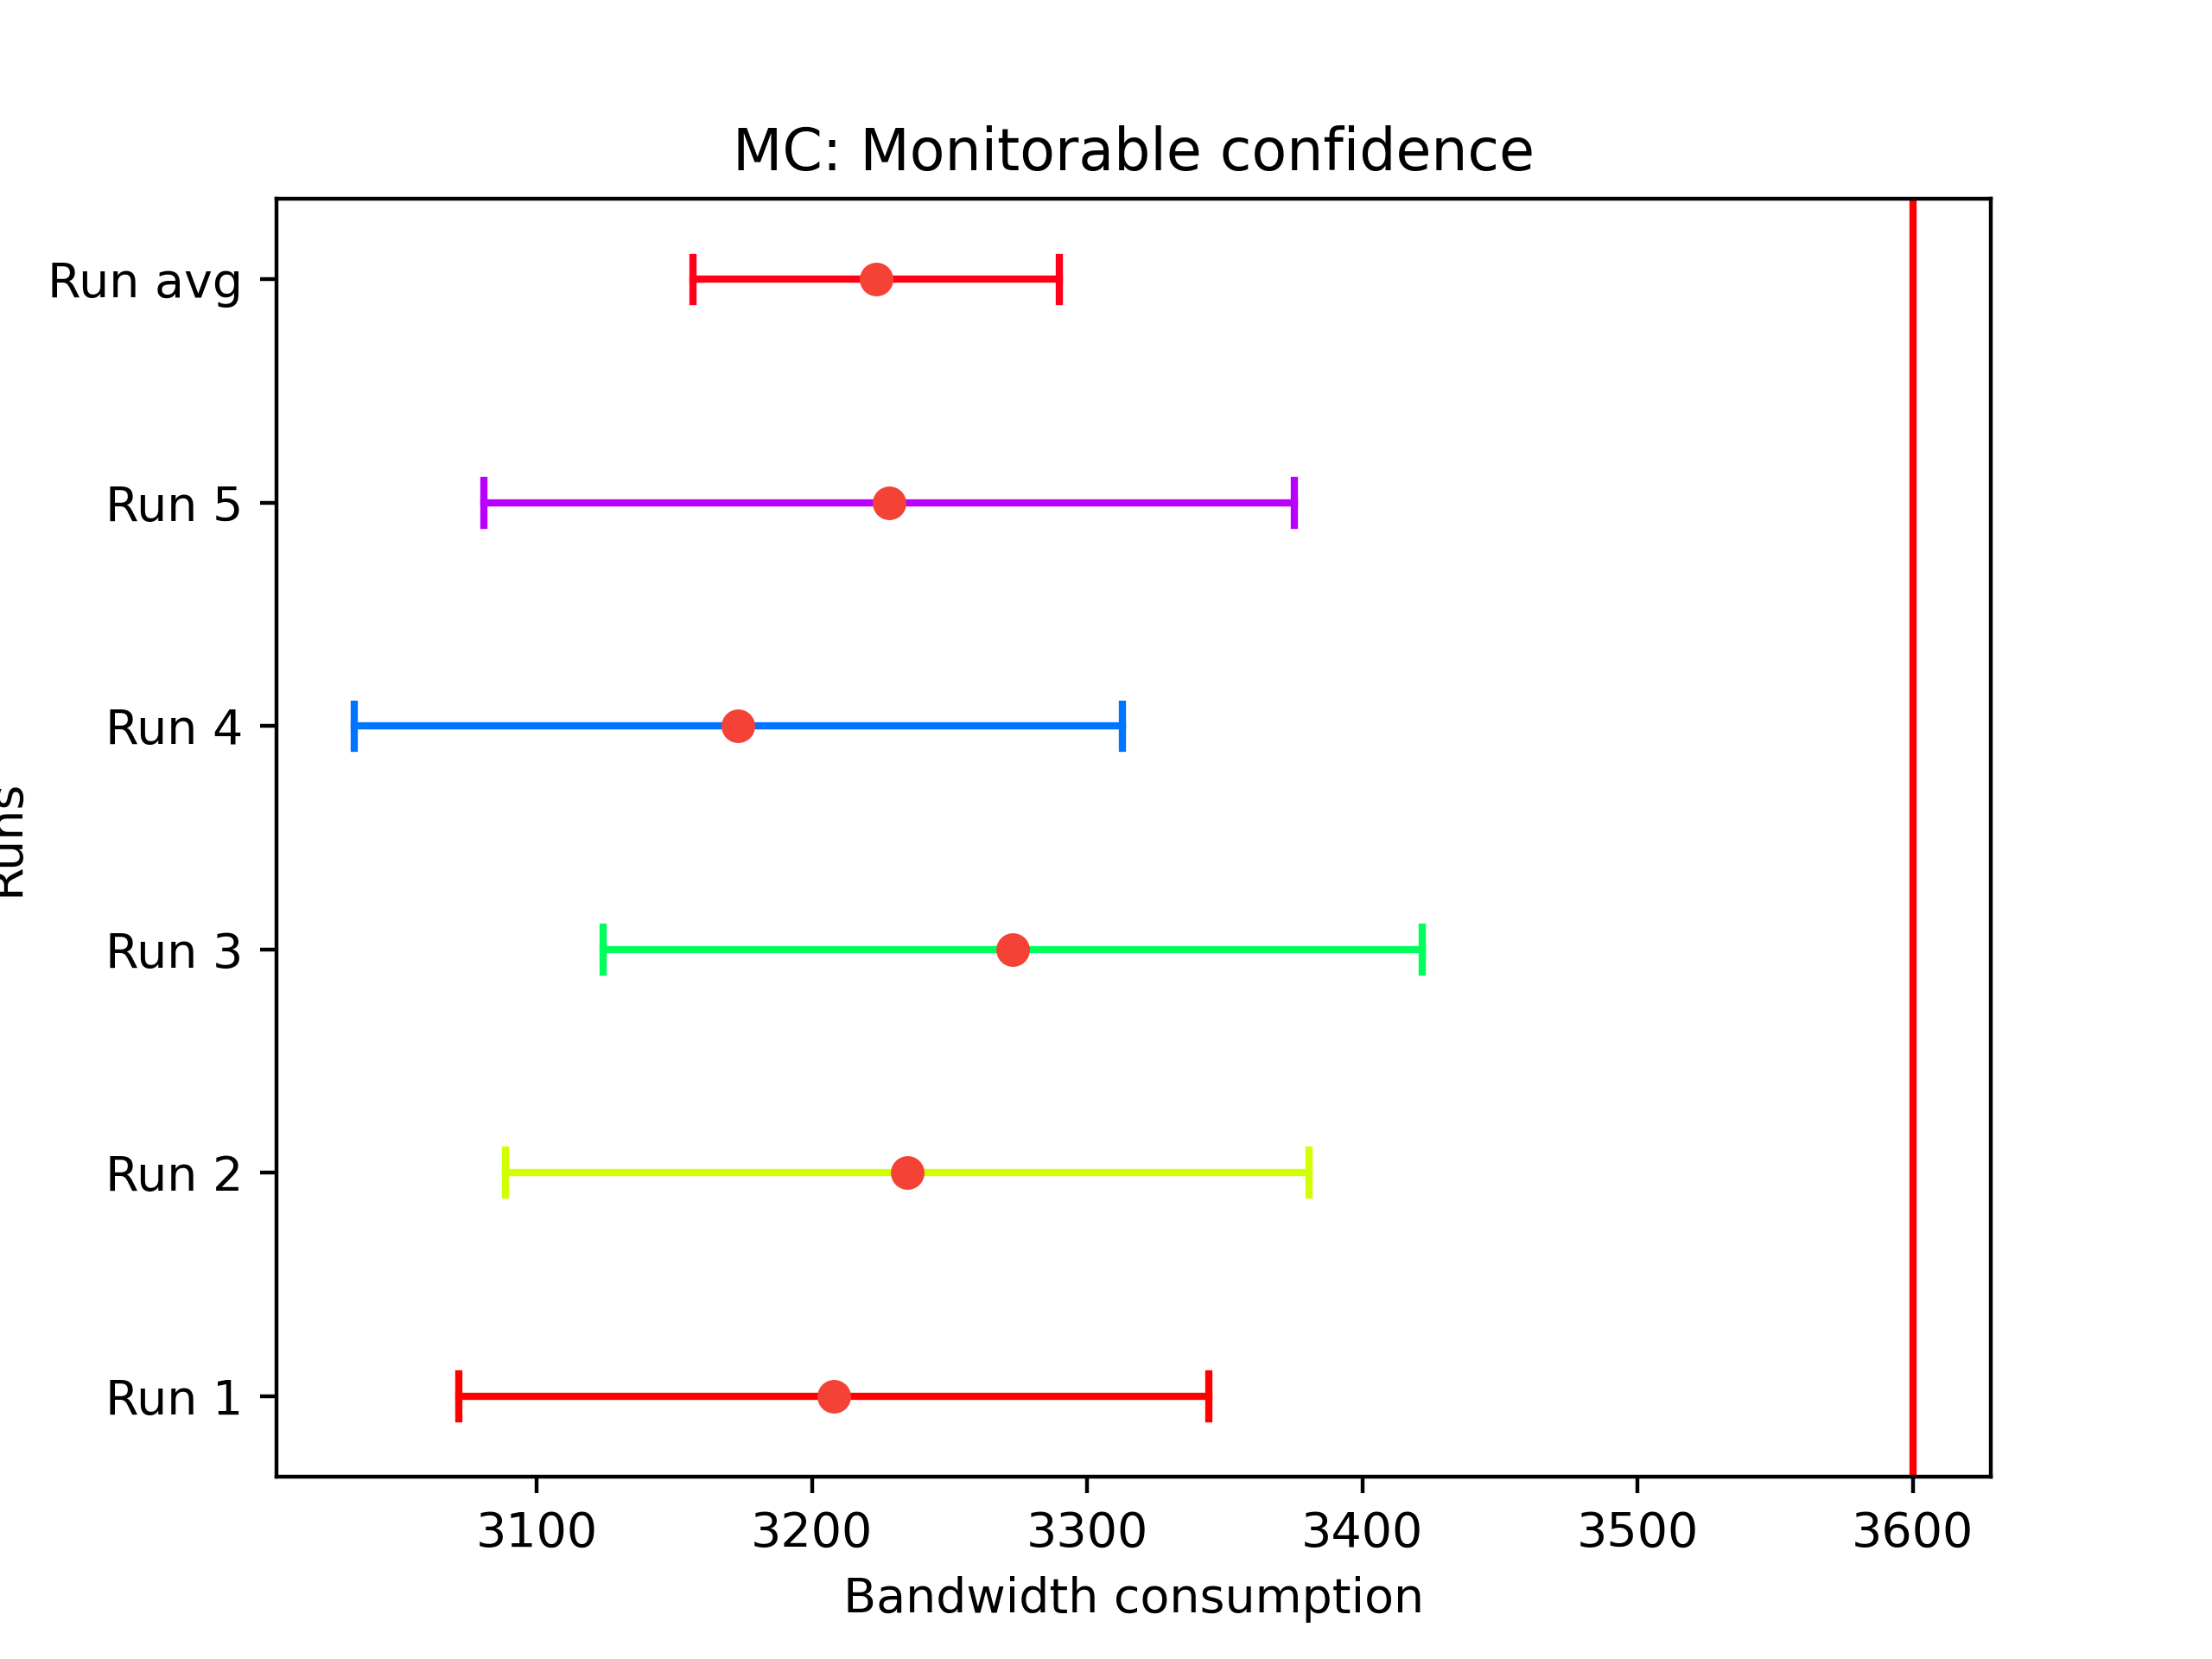 MC: Monitorable confidence
Run avg
Run 5
Run 4
Run 3
Run 2
Run 1
Runs
3100 3200 3300 3400 3500 3600
Bandwidth consumption